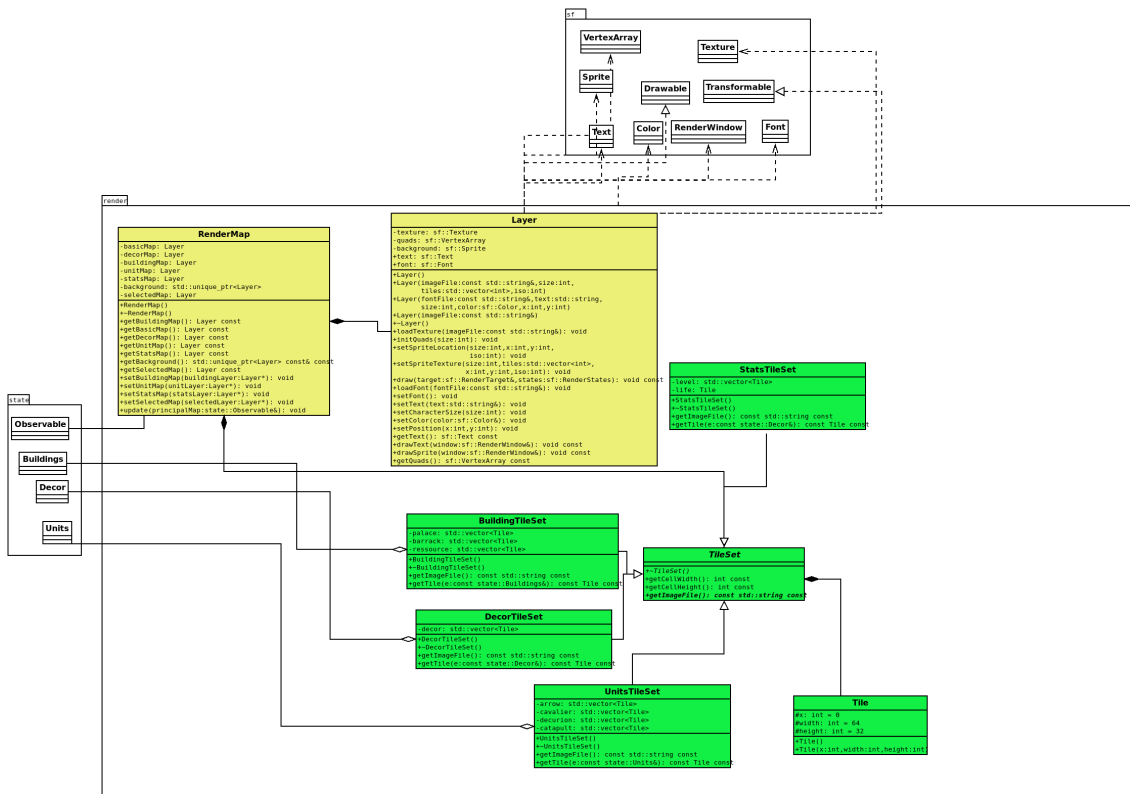 sf
VertexArray
Texture
Sprite
Drawable
Transformable
Text
Color
RenderWindow
Font
render
RenderMap
-basicMap: Layer
-decorMap: Layer
-buildingMap: Layer
-unitMap: Layer
-statsMap: Layer
-background: std::unique_ptr<Layer>
-selectedMap: Layer
+RenderMap()
+~RenderMap()
+getBuildingMap(): Layer const
+getBasicMap(): Layer const
+getDecorMap(): Layer const
+getUnitMap(): Layer const
+getStatsMap(): Layer const
+getBackground(): std::unique_ptr<Layer> const& const
+getSelectedMap(): Layer const
+setBuildingMap(buildingLayer:Layer*): void
+setUnitMap(unitLayer:Layer*): void
+setStatsMap(statsLayer:Layer*): void
+setSelectedMap(selectedLayer:Layer*): void
+update(principalMap:state::Observable&): void
Layer
-texture: sf::Texture
-quads: sf::VertexArray
-background: sf::Sprite
+text: sf::Text
+font: sf::Font
+Layer()
+Layer(imageFile:const std::string&,size:int,
tiles:std::vector<int>,iso:int)
+Layer(fontFile:const std::string&,text:std::string,
size:int,color:sf::Color,x:int,y:int)
+Layer(imageFile:const std::string&)
+~Layer()
+loadTexture(imageFile:const std::string&): void
+initQuads(size:int): void
+setSpriteLocation(size:int,x:int,y:int,
iso:int): void
+setSpriteTexture(size:int,tiles:std::vector<int>,
x:int,y:int,iso:int): void
+draw(target:sf::RenderTarget&,states:sf::RenderStates): void const
+loadFont(fontFile:const std::string&): void
+setFont(): void
+setText(text:std::string&): void
+setCharacterSize(size:int): void
+setColor(color:sf::Color&): void
+setPosition(x:int,y:int): void
+getText(): sf::Text const
+drawText(window:sf::RenderWindow&): void const
+drawSprite(window:sf::RenderWindow&): void const
+getQuads(): sf::VertexArray const
StatsTileSet
-level: std::vector<Tile>
-life: Tile
+StatsTileSet()
+~StatsTileSet()
+getImageFile(): const std::string const
+getTile(e:const state::Decor&): const Tile const
state
Observable
Buildings
Decor
Units
BuildingTileSet
-palace: std::vector<Tile>
-barrack: std::vector<Tile>
-ressource: std::vector<Tile>
+BuildingTileSet()
+~BuildingTileSet()
+getImageFile(): const std::string const
+getTile(e:const state::Buildings&): const Tile const
TileSet
+~TileSet()
+getCellWidth(): int const
+getCellHeight(): int const
+getImageFile(): const std::string const
DecorTileSet
-decor: std::vector<Tile>
+DecorTileSet()
+~DecorTileSet()
+getImageFile(): const std::string const
+getTile(e:const state::Decor&): const Tile const
UnitsTileSet
-arrow: std::vector<Tile>
-cavalier: std::vector<Tile>
-decurion: std::vector<Tile>
-catapult: std::vector<Tile>
+UnitsTileSet()
+~UnitsTileSet()
+getImageFile(): const std::string const
+getTile(e:const state::Units&): const Tile const
Tile
#x: int = 0
#width: int = 64
#height: int = 32
+Tile()
+Tile(x:int,width:int,height:int)